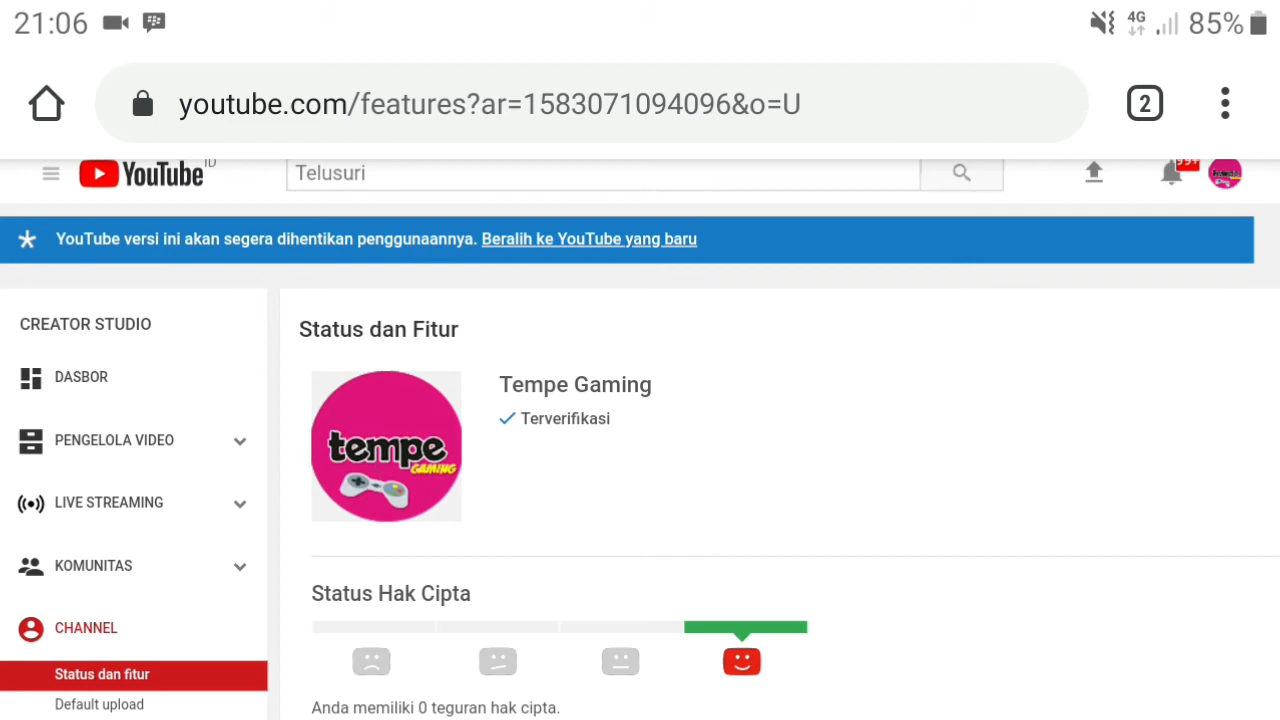 21:06
4G 85%
youtube.com/features?ar=1583071094096&o=U
2
YouTube ID
Telusuri
99+
YouTube versi ini akan segera dihentikan penggunaannya. Beralih ke YouTube yang baru
CREATOR STUDIO
DASBOR
PENGELOLA VIDEO
LIVE STREAMING
KOMUNITAS
CHANNEL
Status dan fitur
Default upload
Status dan Fitur
tempe
GAMING
Tempe Gaming
Terverifikasi
Status Hak Cipta
Anda memiliki 0 teguran hak cipta.